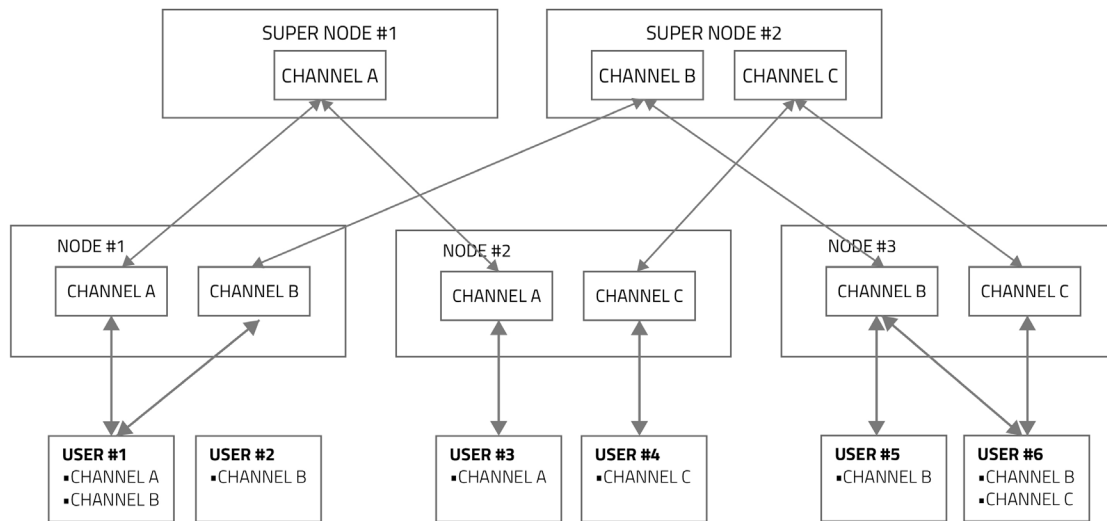 SUPER NODE #1
CHANNEL A
SUPER NODE #2
CHANNEL B
CHANNEL C
NODE #1
CHANNEL A
CHANNEL B
NODE #2
CHANNEL A
CHANNEL C
NODE #3
CHANNEL B
CHANNEL C
USER #1
▪CHANNEL A
▪CHANNEL B
USER #2
▪CHANNEL B
USER #3
▪CHANNEL A
USER #4
▪CHANNEL C
USER #5
▪CHANNEL B
USER #6
▪CHANNEL B
▪CHANNEL C